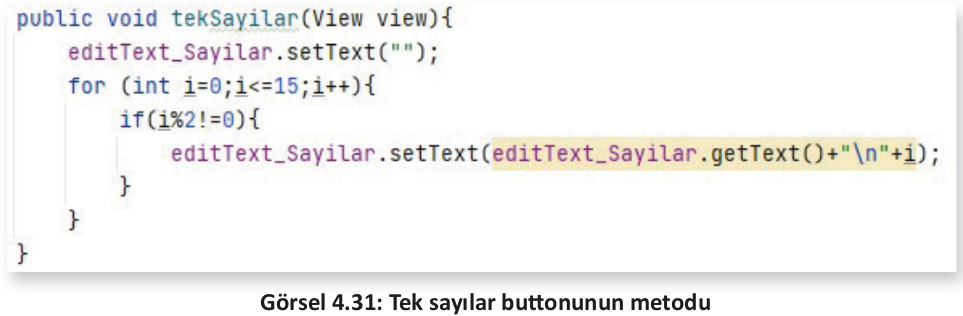 public void tekSayilar(View view){
editText_Sayilar.setText("");
for (int i=0;i<=15;i++){
if(i%2!=0){
editText_Sayilar.setText(editText_Sayilar.getText()+"\n"+i);
}
}
}
Görsel 4.31: Tek sayılar buttonunun metodu